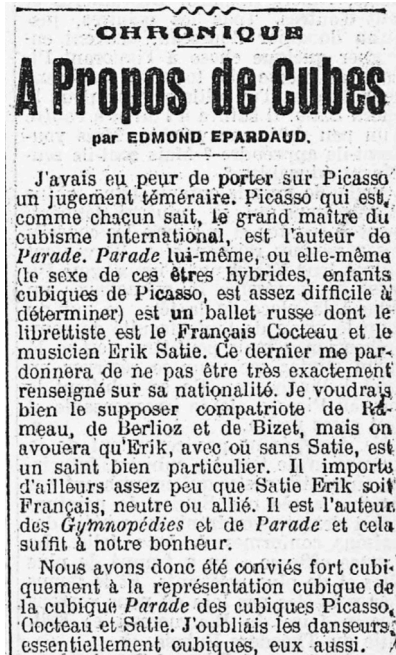 CHRONIQUE
A Propos de Cubes
par EDMOND EPARDAUD.
J'avais eu peur de porter sur Picasso
un jugement téméraire. Picasso qui est,
comme chacun sait, le grand maître du
cubisme international, est l'auteur de
Parade. Parade lui-même, ou elle-même
(le sexe de ces êtres hybrides, enfants
cubiques de Picasso, est assez difficile à
déterminer) est un ballet russe dont le
librettiste est le Français Cocteau et le
musicien Erik Satie. Ce dernier me par-
donnera de ne pas être très exactement
renseigné sur sa nationalité. Je voudrais
bien le supposer compatriote de Ra-
meau, de Berlioz et de Bizet, mais on
avouera qu'Erik, avec ou sans Satie, est
un saint bien particulier. Il importe
d'ailleurs assez peu que Satie Erik soit
Français, neutre ou allié. Il est l'auteur
des Gymnopédies et de Parade et cela
suffit à notre bonheur.
Nous avons donc été conviés fort cubi-
quement à la représentation cubique de
la cubique Parade des cubiques Picasso,
Cocteau et Satie. J'oubliais les danseurs,
essentiellement cubiques, eux aussi.